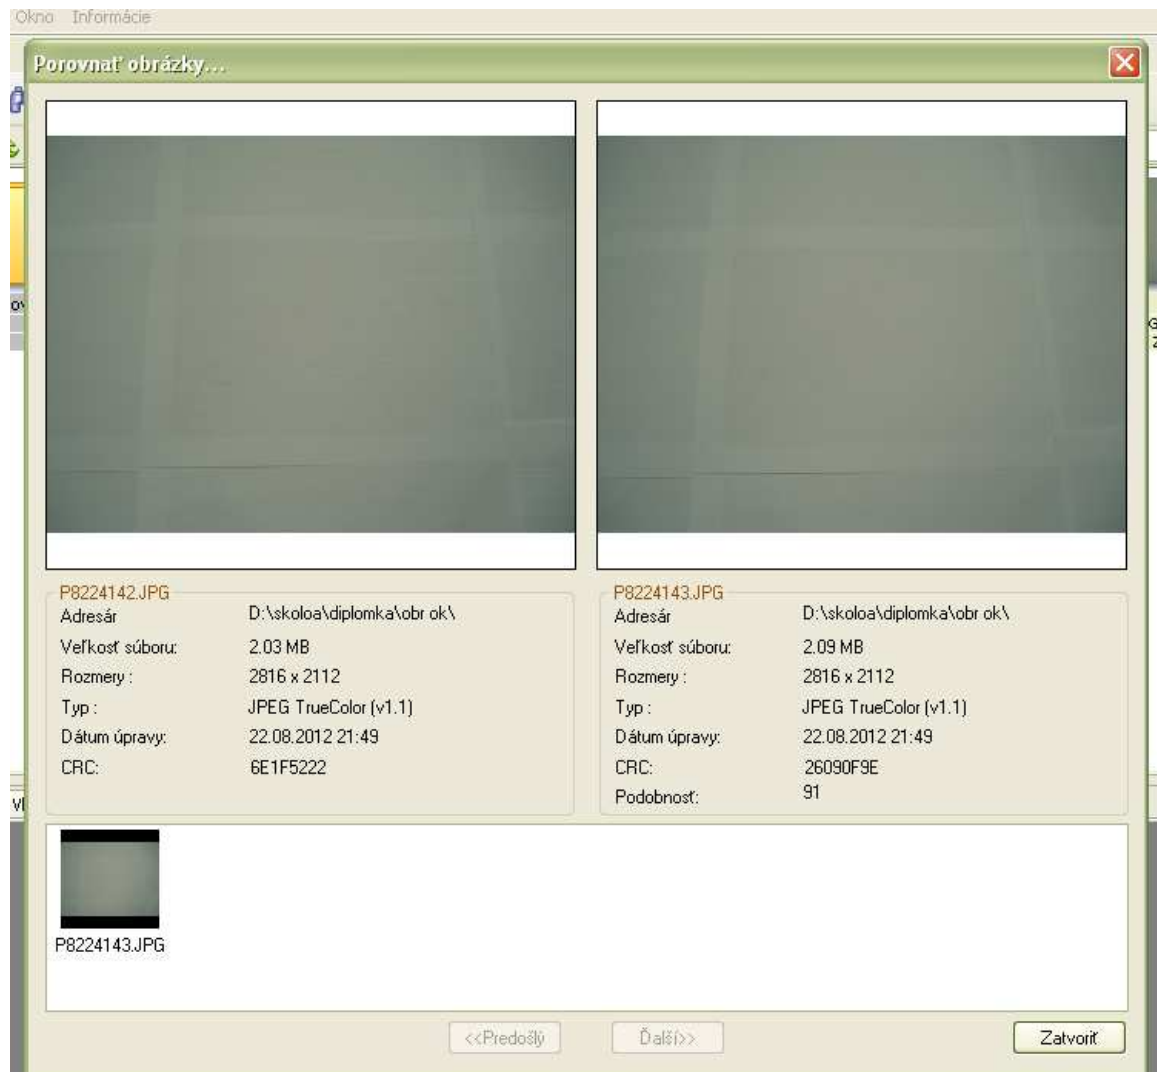 Okno Informácie
Porovnať obrázky...
P8224142.JPG
Adresár D:\skoloa\diplomka\obr ok\
Veľkosť súboru: 2.03 MB
Rozmery : 2816 x 2112
Typ : JPEG TrueColor (v1.1)
Dátum úpravy: 22.08.2012 21:49
CRC: 6E1F5222
P8224143.JPG
Adresár D:\skoloa\diplomka\obr ok\
Veľkosť súboru: 2.09 MB
Rozmery : 2816 x 2112
Typ : JPEG TrueColor (v1.1)
Dátum úpravy: 22.08.2012 21:49
CRC: 26090F9E
Podobnosť: 91
P8224143.JPG
<<Predošlý Ďalší>> Zatvoriť